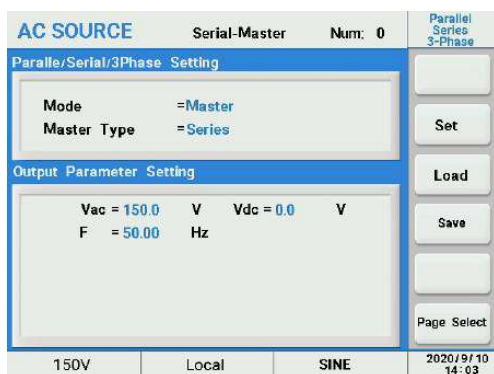 AC SOURCE Serial-Master Num: 0
Parallel
Series
3-Phase
Paralle/Serial/3Phase Setting
Mode =Master
Master Type =Series
Set
Load
Output Parameter Setting
Vac = 150.0 V Vdc = 0.0 V
F = 50.00 Hz
Save
Page Select
150V Local SINE
2020/9/10
14:03